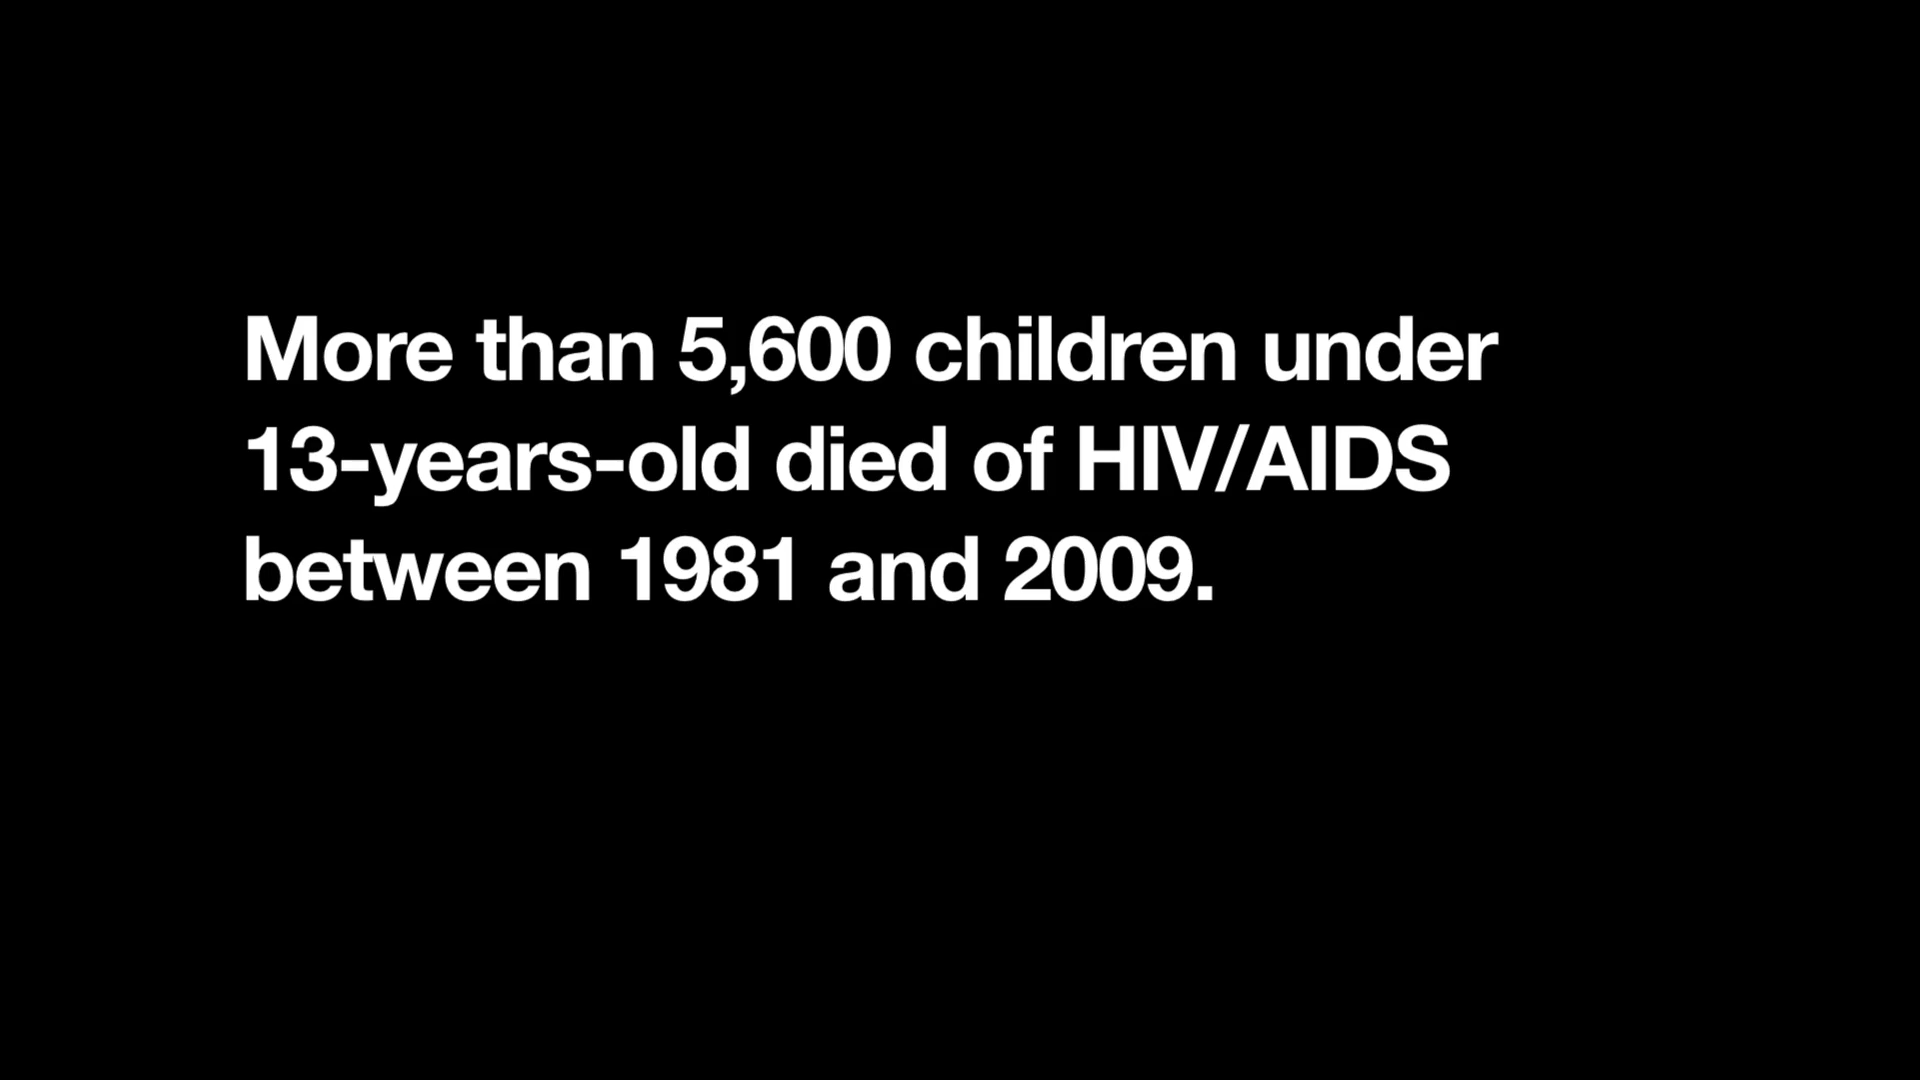 More than 5,600 children under
13-years-old died of HIV/AIDS
between 1981 and 2009.